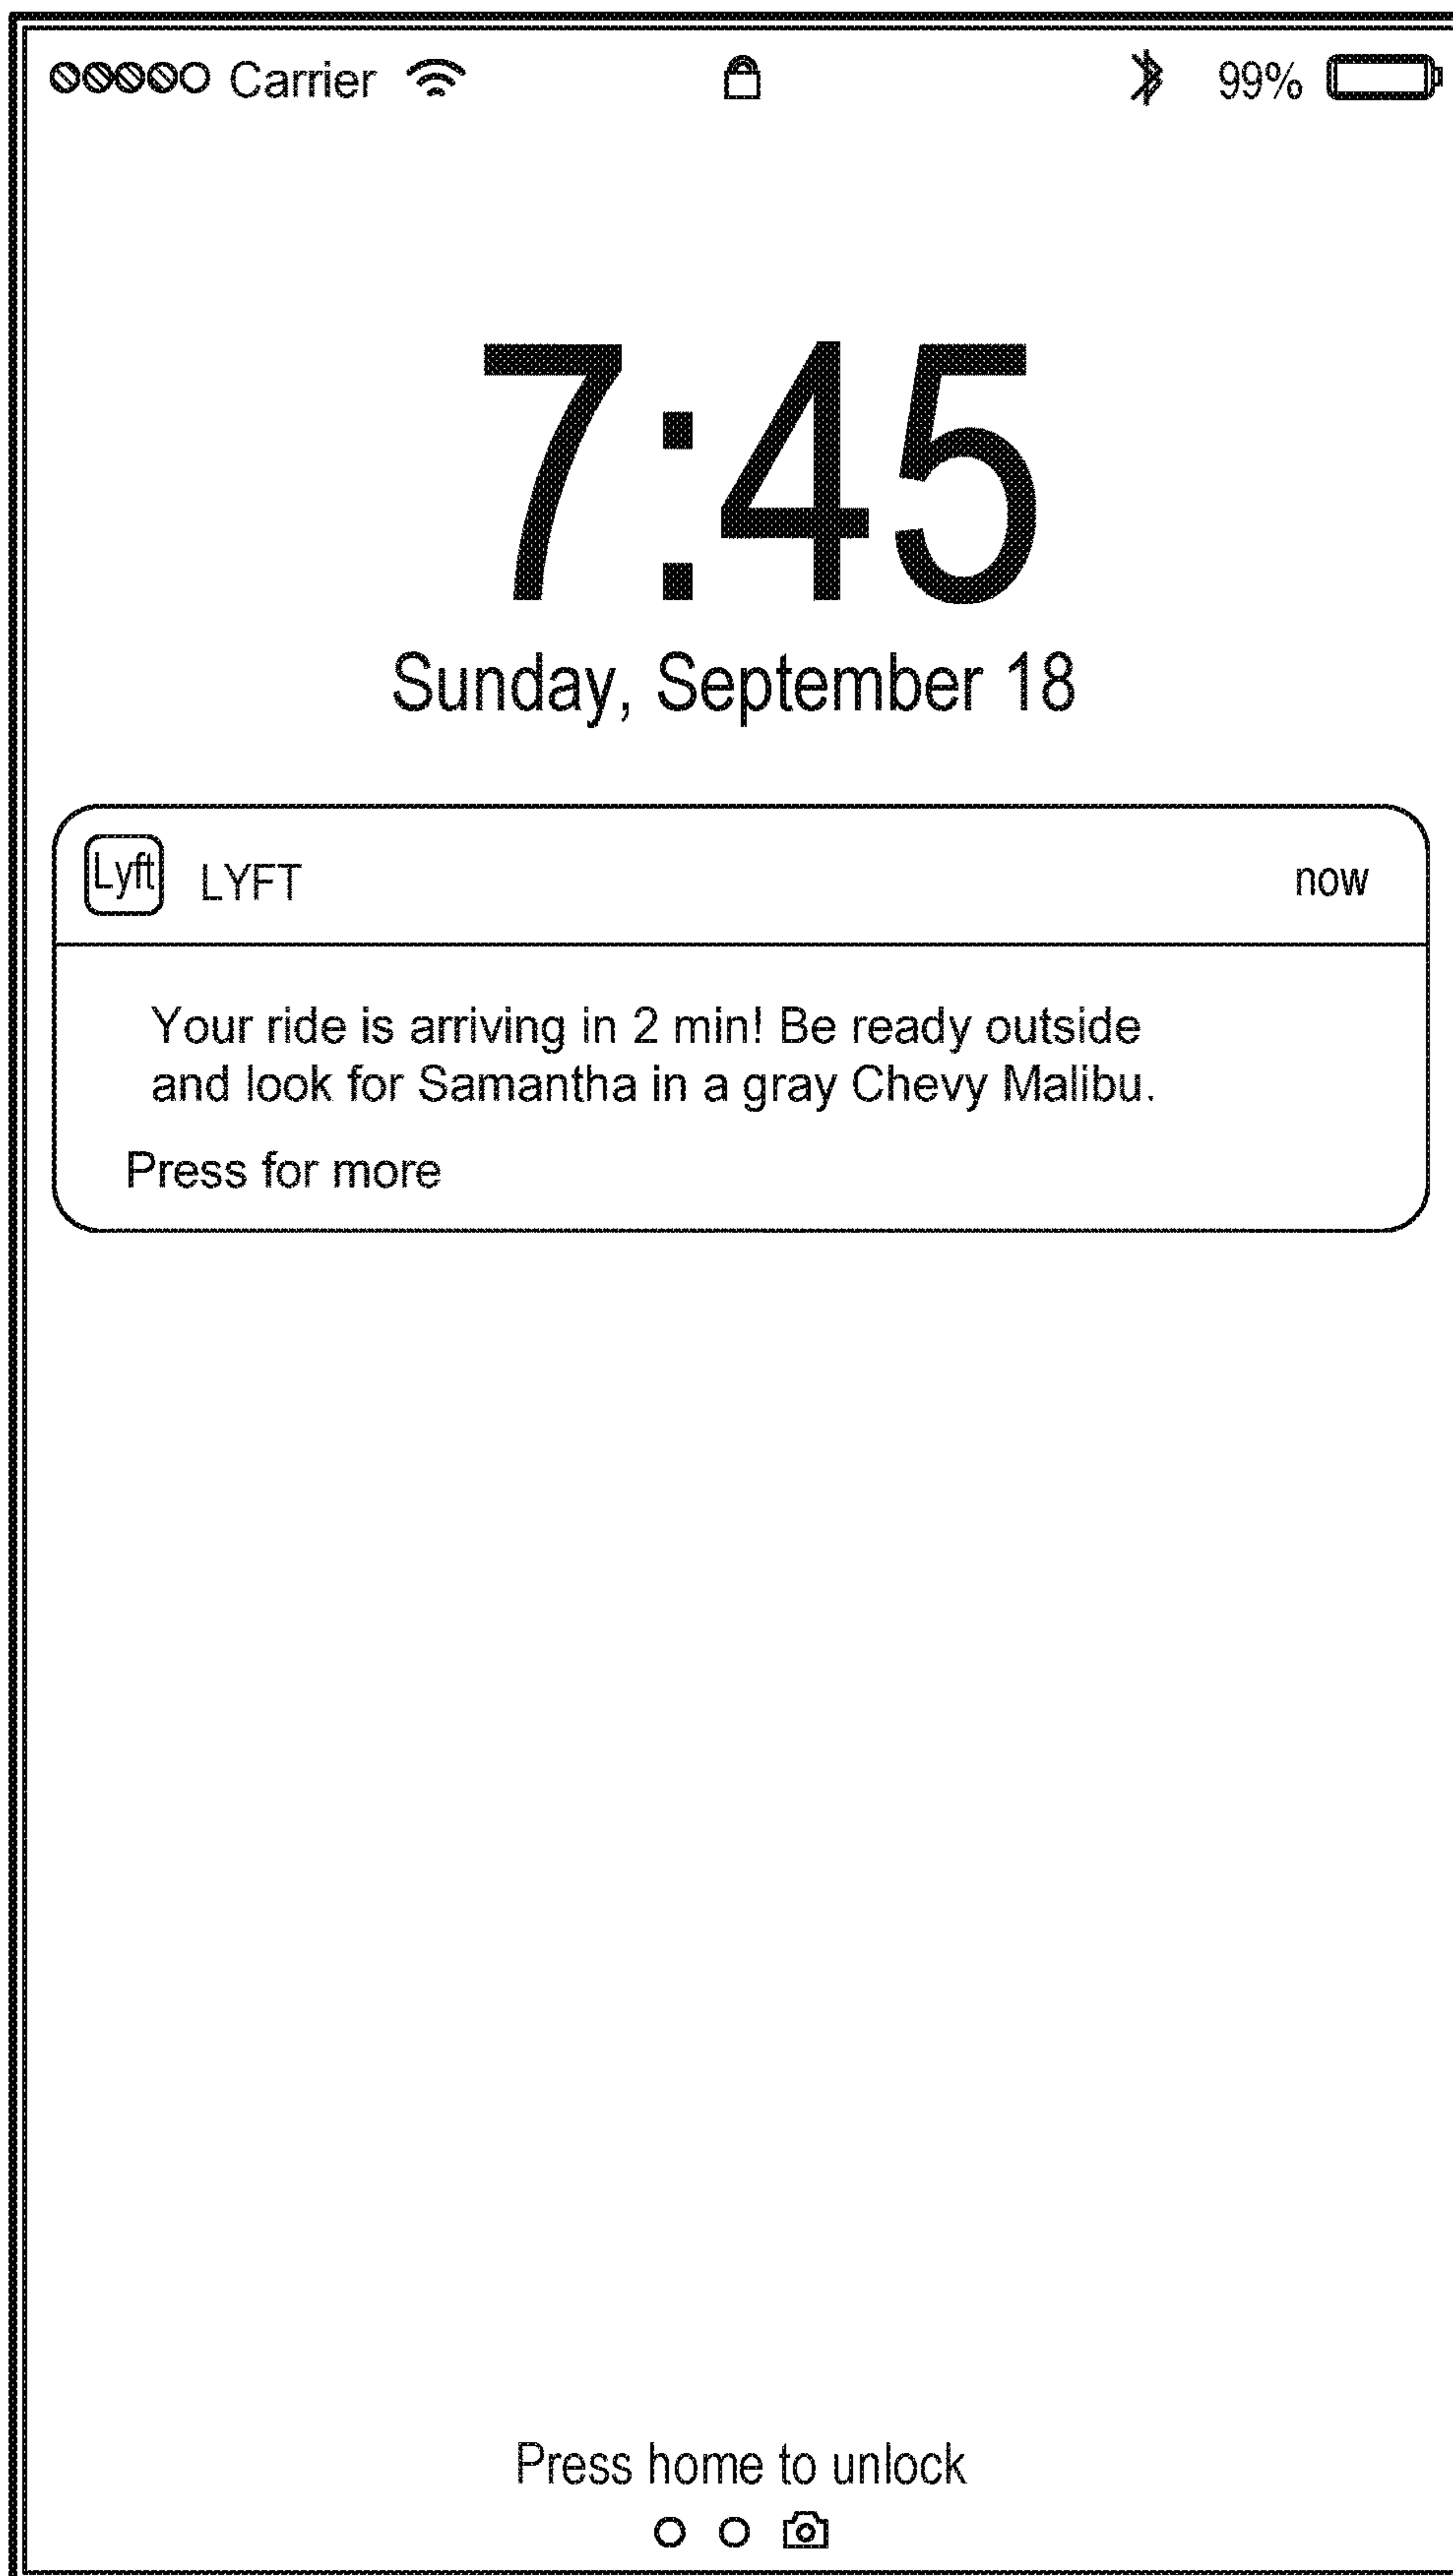 Carrier 99%
7:45
Sunday, September 18
Lyft LYFT now
Your ride is arriving in 2 min! Be ready outside
and look for Samantha in a gray Chevy Malibu.
Press for more
Press home to unlock